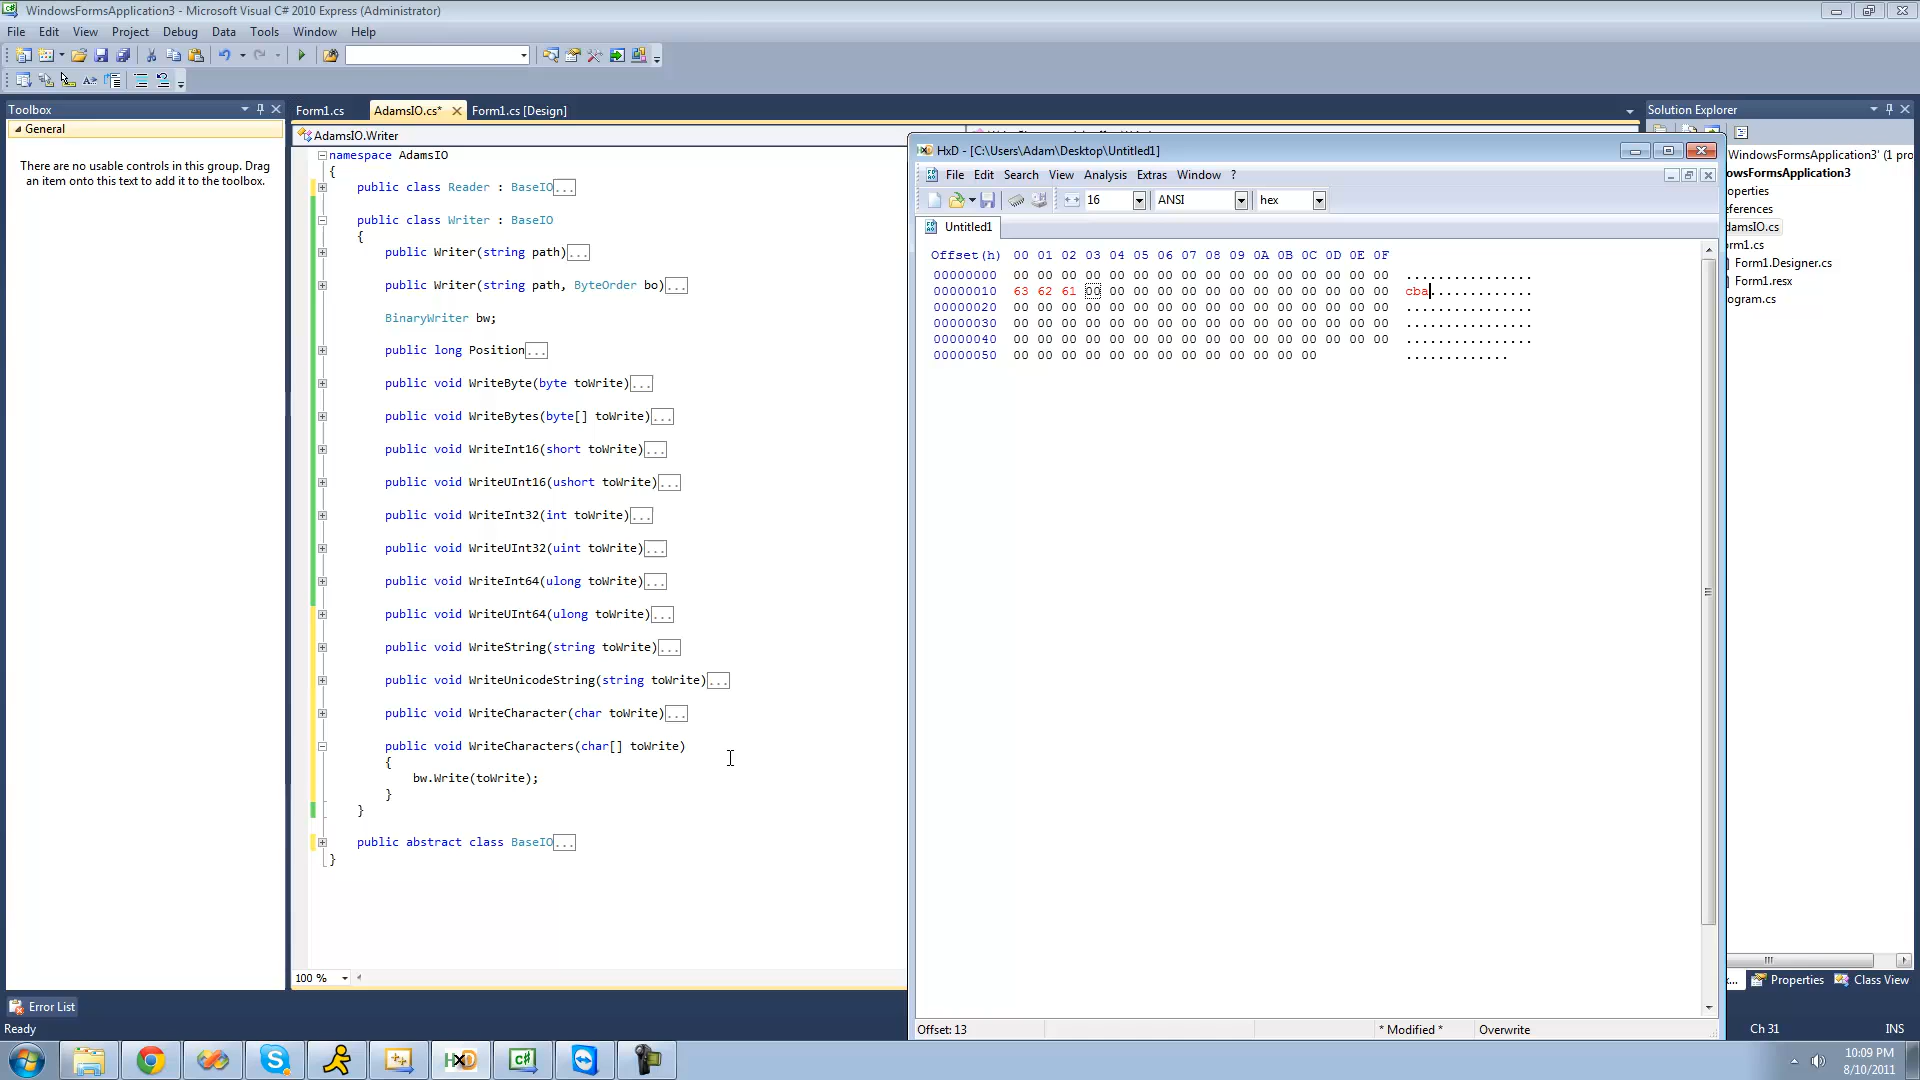 WindowsFormsApplication3 - Microsoft Visual C# 2010 Express (Administrator)
File Edit View Project Debug Data Tools Window Help
Toolbox
General
There are no usable controls in this group. Drag
an item onto this text to add it to the toolbox.
Form1.cs AdamsIO.cs* Form1.cs [Design]
AdamsIO.Writer
namespace AdamsIO
{
public class Reader : BaseIO...
public class Writer : BaseIO
{
public Writer(string path)...
public Writer(string path, ByteOrder bo)...
BinaryWriter bw;
public long Position...
public void WriteByte(byte toWrite)...
public void WriteBytes(byte[] toWrite)...
public void WriteInt16(short toWrite)...
public void WriteUInt16(ushort toWrite)...
public void WriteInt32(int toWrite)...
public void WriteUInt32(uint toWrite)...
public void WriteInt64(ulong toWrite)...
public void WriteUInt64(ulong toWrite)...
public void WriteString(string toWrite)...
public void WriteUnicodeString(string toWrite)...
public void WriteCharacter(char toWrite)...
public void WriteCharacters(char[] toWrite)
{
bw.Write(toWrite);
}
}
public abstract class BaseIO...
}
100 %
HxD - [C:\Users\Adam\Desktop\Untitled1]
File Edit Search View Analysis Extras Window ?
16 ANSI hex
Untitled1
Offset(h) 00 01 02 03 04 05 06 07 08 09 0A 0B 0C 0D 0E 0F
00000000 00 00 00 00 00 00 00 00 00 00 00 00 00 00 00 00 ................
00000010 63 62 61 00 00 00 00 00 00 00 00 00 00 00 00 00 cba.............
00000020 00 00 00 00 00 00 00 00 00 00 00 00 00 00 00 00 ................
00000030 00 00 00 00 00 00 00 00 00 00 00 00 00 00 00 00 ................
00000040 00 00 00 00 00 00 00 00 00 00 00 00 00 00 00 00 ................
00000050 00 00 00 00 00 00 00 00 00 00 00 00 00 .............
Offset: 13 * Modified * Overwrite
Solution Explorer
WindowsFormsApplication3' (1 pro
owsFormsApplication3
operties
eferences
damsIO.cs
orm1.cs
Form1.Designer.cs
Form1.resx
ogram.cs
Properties Class View
Error List
Ready Ch 31 INS
10:09 PM
8/10/2011